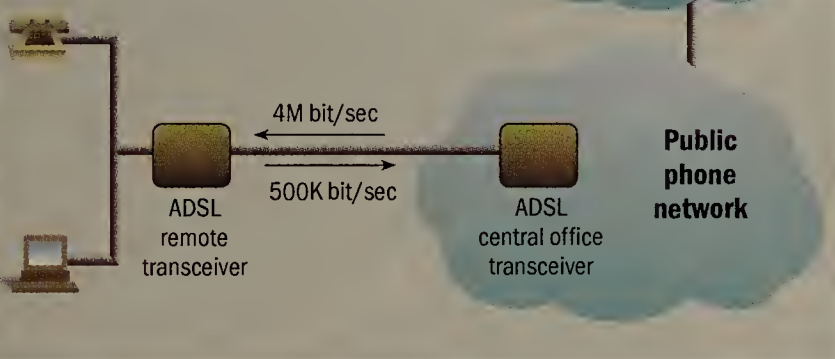 4M bit/sec
500K bit/sec
ADSL
remote
transceiver
ADSL
central office
transceiver
Public
phone
network